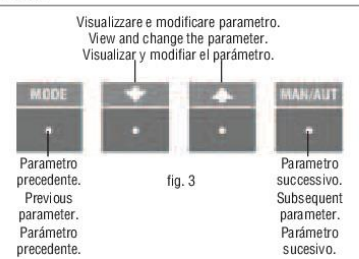 Visualizzare e modificare parametro.
View and change the parameter.
Visualizar y modifiar el parámetro.
MODE
MAN/AUT
Parametro
precedente.
Previous
parameter.
Parámetro
precedente.
fig. 3
Parametro
successivo.
Subsequent
parameter.
Parámetro
sucesivo.